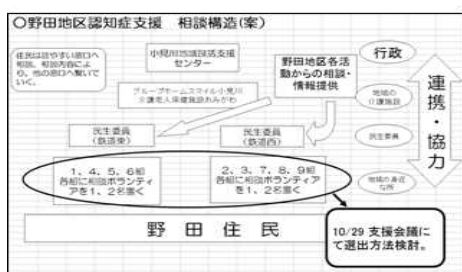 ○野田地区認知症支援 相談構造(案)
住民は話やすい窓口へ
相談。相談内容によ
り、他の窓口へ繋いで
いく。
小見川地域包括支援
センター
野田地区各活
動からの相談・
情報提供
行政
グループホームスマイル小見川
介護老人保健施設おみがわ
地域の
介護施設
連携・協力
民生委員
(鉄道東)
民生委員
(鉄道西)
民生委員
1、4、5、6組
各組に相談ボランティ
アを1、2名置く
2、3、7、8、9組
各組に相談ボランティア
を1、2名置く
地域の身近
な所
野田住民
10/29 支援会議に
て選出方法検討。